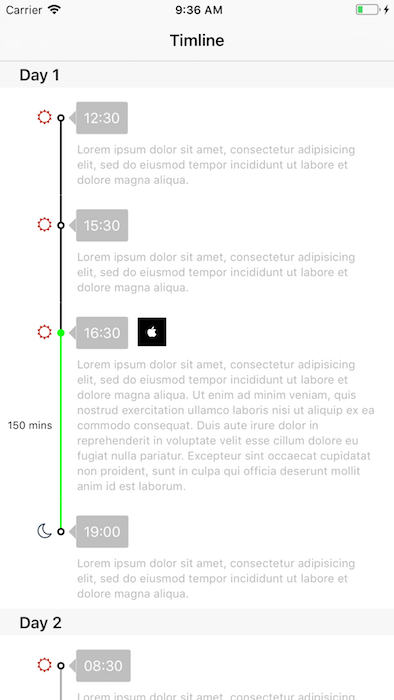 Carrier 9:36 AM
Timline
Day 1
12:30
Lorem ipsum dolor sit amet, consectetur adipisicing
elit, sed do eiusmod tempor incididunt ut labore et
dolore magna aliqua.
15:30
Lorem ipsum dolor sit amet, consectetur adipisicing
elit, sed do eiusmod tempor incididunt ut labore et
dolore magna aliqua.
16:30
Lorem ipsum dolor sit amet, consectetur adipisicing
elit, sed do eiusmod tempor incididunt ut labore et
dolore magna aliqua. Ut enim ad minim veniam, quis
nostrud exercitation ullamco laboris nisi ut aliquip ex ea
commodo consequat. Duis aute irure dolor in
reprehenderit in voluptate velit esse cillum dolore eu
fugiat nulla pariatur. Excepteur sint occaecat cupidatat
non proident, sunt in culpa qui officia deserunt mollit
anim id est laborum.
150 mins
19:00
Lorem ipsum dolor sit amet, consectetur adipisicing
elit, sed do eiusmod tempor incididunt ut labore et
dolore magna aliqua.
Day 2
08:30
Lorem ipsum dolor sit amet, consectetur adipisicing